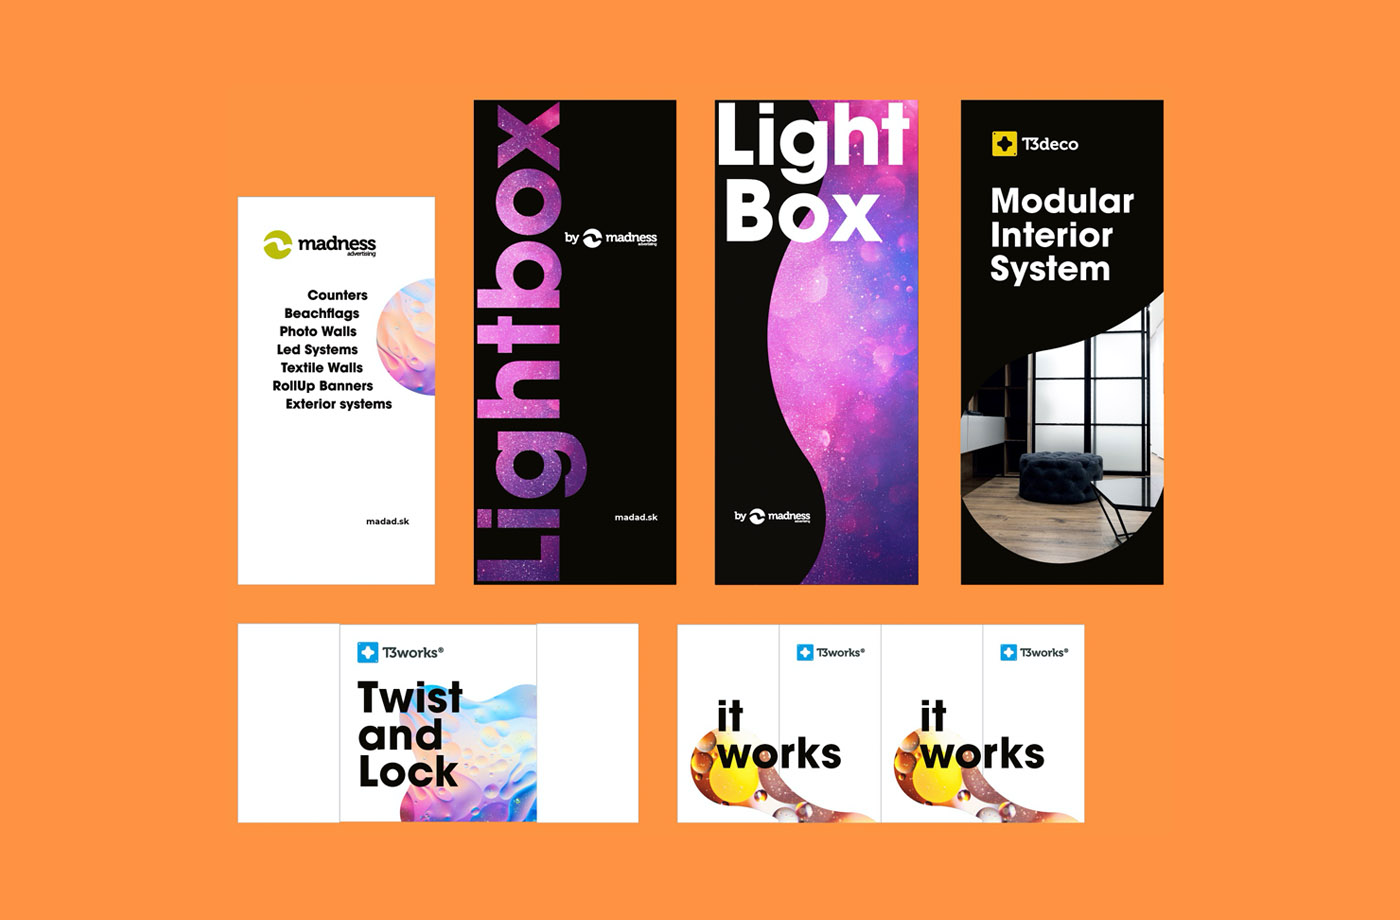 madness
advertising
Counters
Beachflags
Photo Walls
Led Systems
Textile Walls
RollUp Banners
Exterior systems
madad.sk
Lightbox
by madness
advertising
madad.sk
Light
Box
by madness
advertising
T3deco
Modular
Interior
System
T3works®
Twist
and
Lock
T3works®
it
works
T3works®
it
works